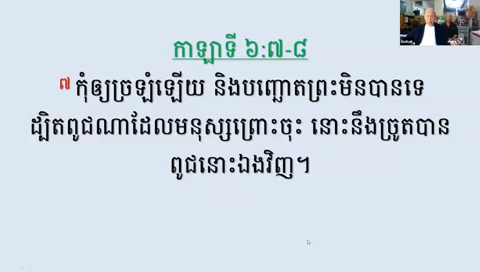 កាឡាទី ៦:៧-៨
៧ កុំឲ្យច្រឡំឡើយ និងបញ្ឆោតព្រះមិនបានទេ
ដ្បិតពូជណាដែលមនុស្សព្រោះចុះ នោះនឹងច្រូតបាន
ពូជនោះឯងវិញ។